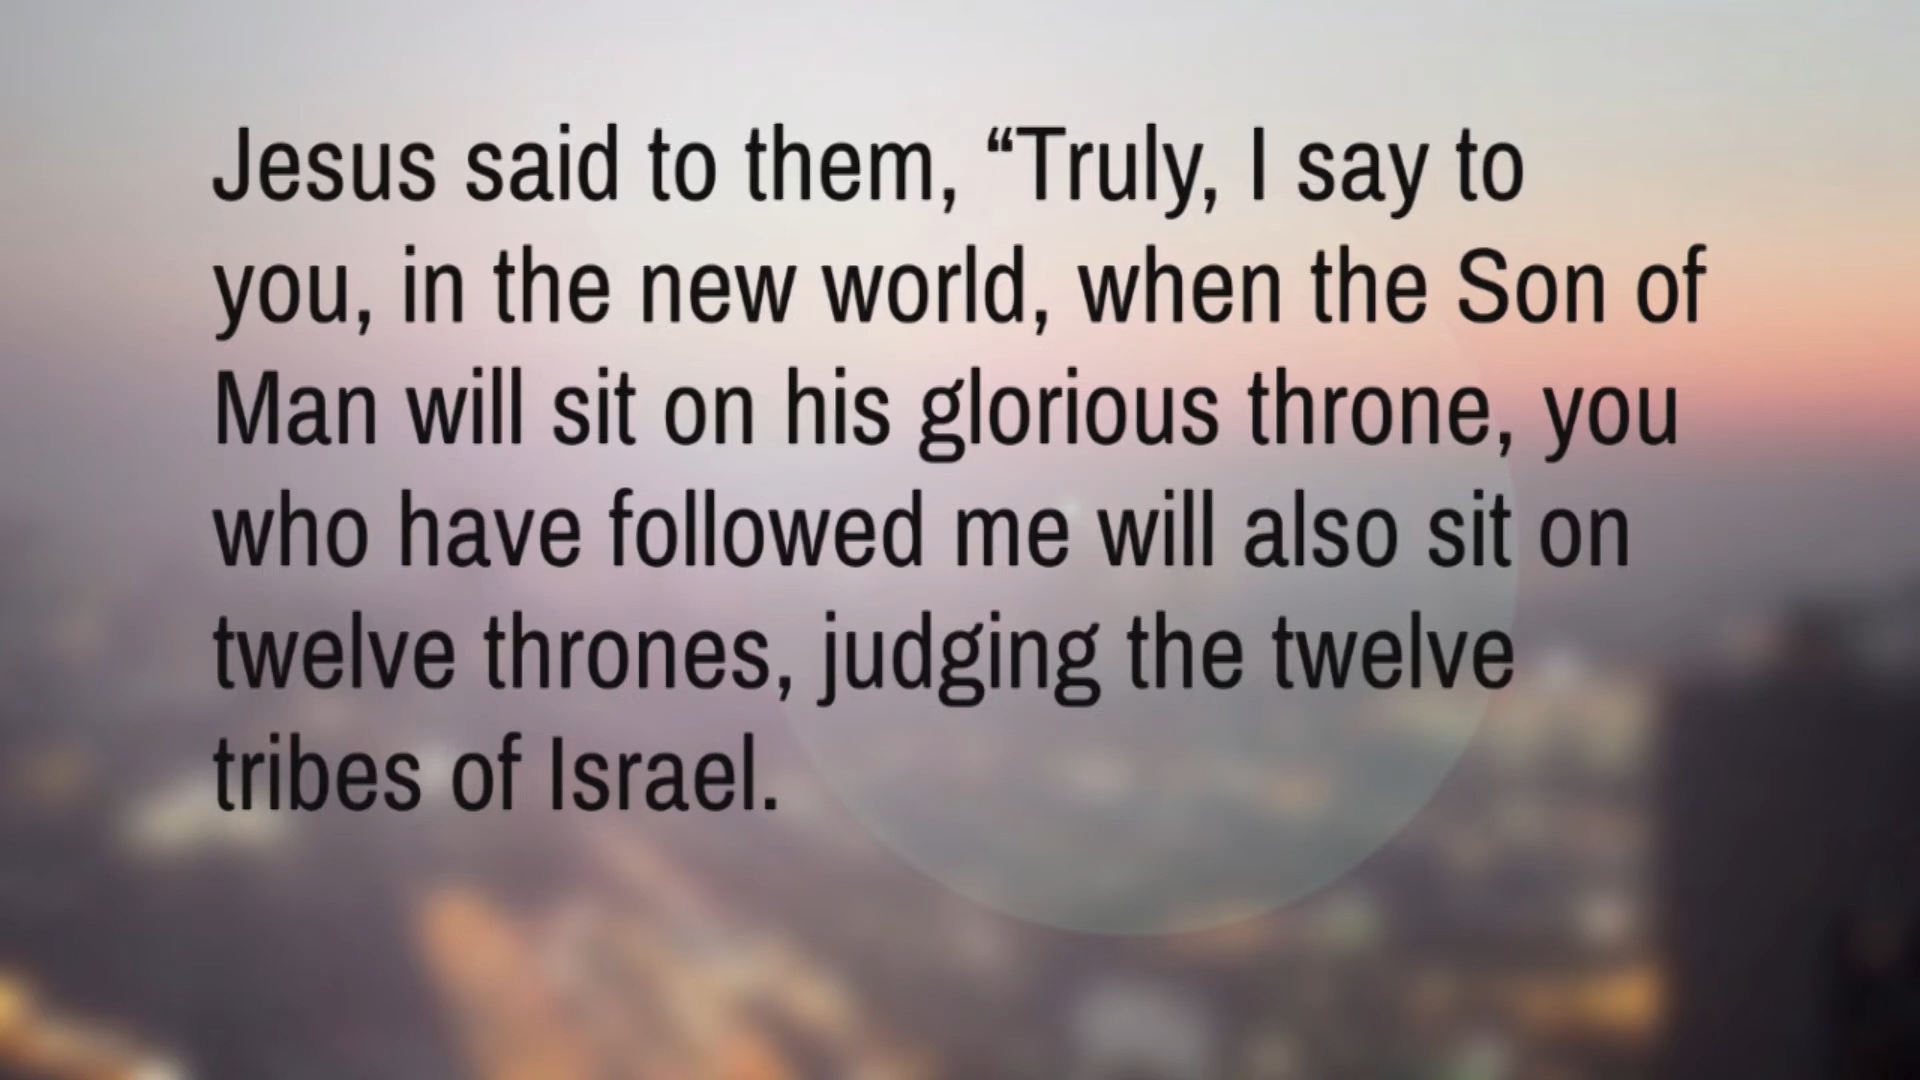 Jesus said to them, “Truly, I say to
you, in the new world, when the Son of
Man will sit on his glorious throne, you
who have followed me will also sit on
twelve thrones, judging the twelve
tribes of Israel.